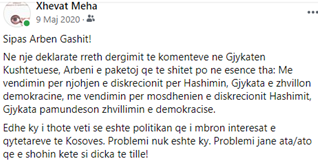 Xhevat Meha
9 Maj 2020 ·
Sipas Arben Gashit!
Ne nje deklarate rreth dergimit te komenteve ne Gjykaten
Kushtetuese, Arbeni e paketoj qe te shitet po ne esence tha: Me
vendimin per njohjen e diskrecionit per Hashimin, Gjykata e zhvillon
demokracine, me vendimin per mosdhenien e diskrecionit Hashimit,
Gjykata pamundeson zhvillimin e demokracise.
Edhe ky i thote veti se eshte politikan qe i mbron interesat e
qytetareve te Kosoves. Problemi nuk eshte ky. Problemi jane ata/ato
qe e shohin kete si dicka te tille!